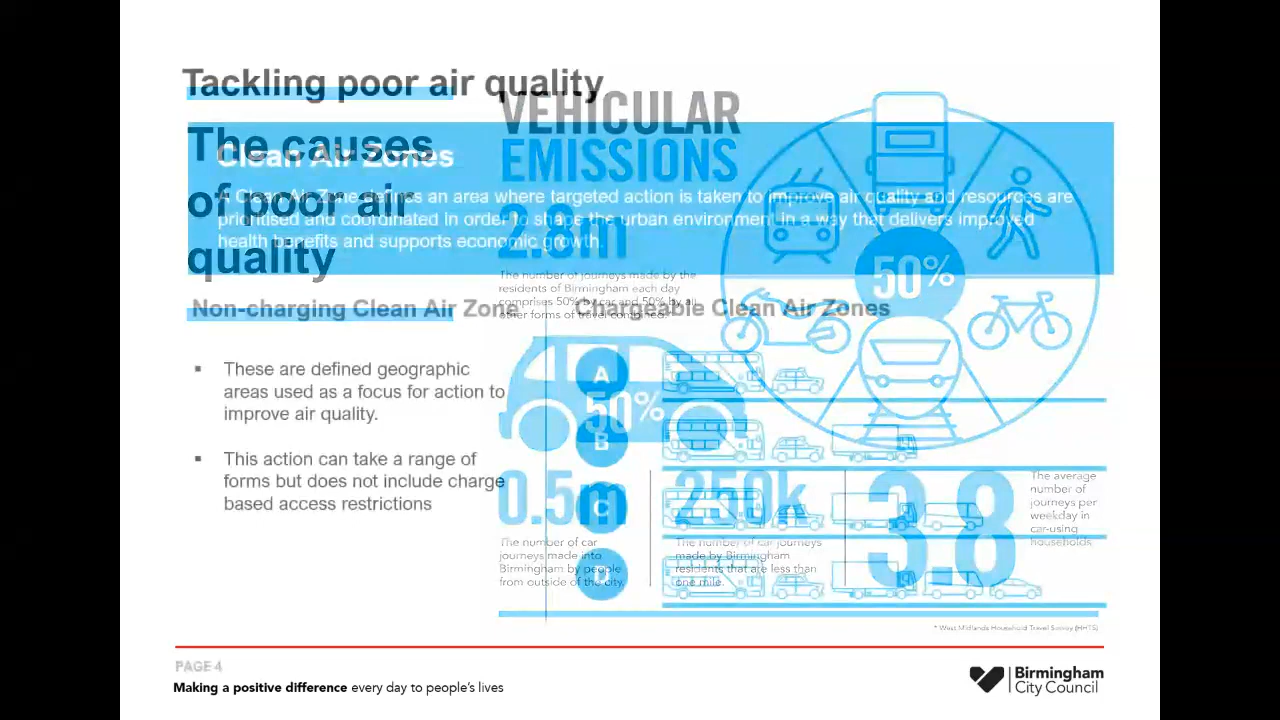 Tackling poor air quality
The causes
of poor air
quality
Clean Air Zones
A Clean Air Zone defines an area where targeted action is taken to improve air quality and resources are
prioritised and coordinated in order to shape the urban environment in a way that delivers improved
health benefits and supports economic growth.
VEHICULAR
EMISSIONS
2.8m
The number of journeys made by the
residents of Birmingham each day
comprises 50% by car and 50% by all
other forms of travel combined.*
50%
Non-charging Clean Air Zone
Chargeable Clean Air Zones
These are defined geographic
areas used as a focus for action to
improve air quality.
This action can take a range of
forms but does not include charge
based access restrictions
A
50%
B
C
D
0.5m
The number of car
journeys made into
Birmingham by people
from outside of the city.
250k
The number of car journeys
made by Birmingham
residents that are less than
one mile.
3.8
The average
number of
journeys per
weekday in
car-using
households
* West Midlands Household Travel Survey (HHTS)
PAGE 4
Making a positive difference every day to people's lives
Birmingham
City Council